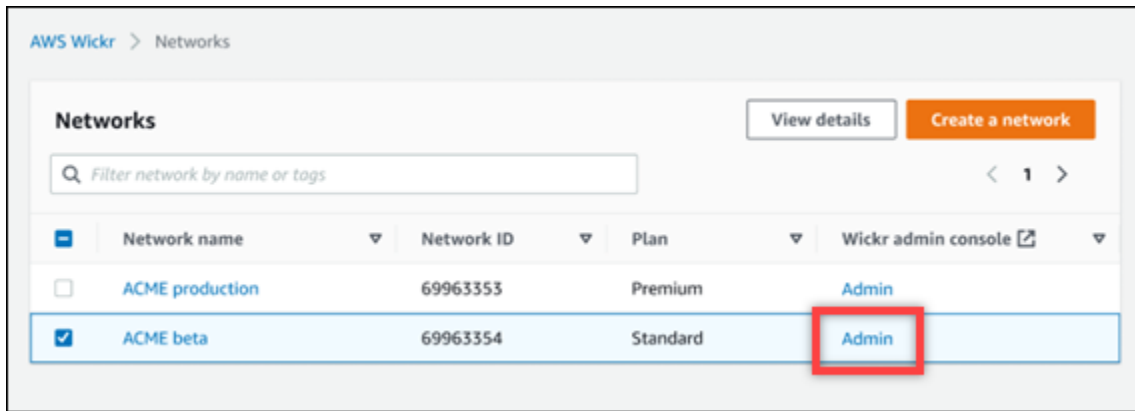 AWS Wickr > Networks
Networks
View details
Create a network
Filter network by name or tags
< 1 >
Network name Network ID Plan Wickr admin console
ACME production 69963353 Premium Admin
ACME beta 69963354 Standard Admin